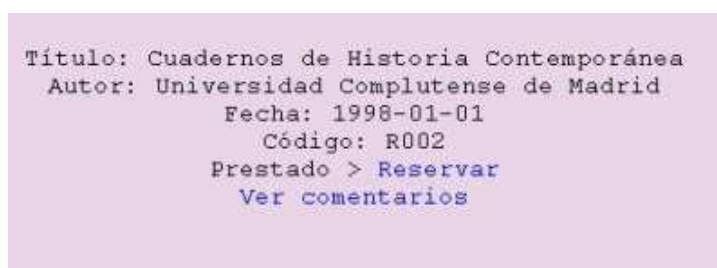 Título: Cuadernos de Historia Contemporánea
Autor: Universidad Complutense de Madrid
Fecha: 1998-01-01
Código: R002
Prestado > Reservar
Ver comentarios